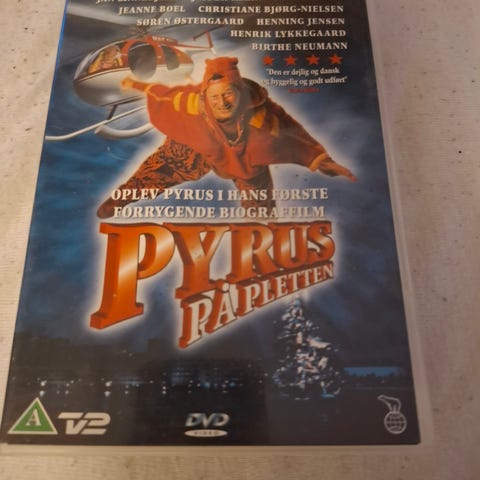 JEANNE BOEL CHRISTIANE BJØRG-NIELSEN
SØREN ØSTERGAARD HENNING JENSEN
HENRIK LYKKEGAARD
BIRTHE NEUMANN
"Den er dejlig og dansk
og hyggelig og godt udført"
OPLEV PYRUS I HANS FØRSTE
FORRYGENDE BIOGRAFFILM
PYRUS
PÅ PLETTEN
A
TV2
DVD
VIDEO